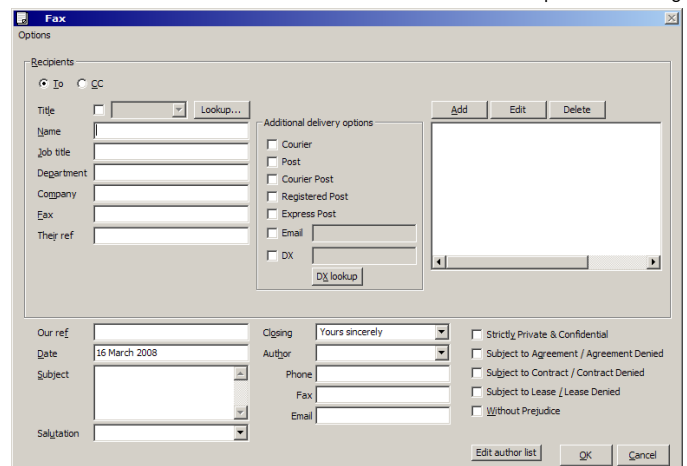 Fax
Options
Recipients
To CC
Title Lookup...
Name
Job title
Department
Company
Fax
Their ref
Additional delivery options
Courier
Post
Courier Post
Registered Post
Express Post
Email
DX
DX lookup
Add Edit Delete
Our ref
Date 16 March 2008
Subject
Salutation
Closing Yours sincerely
Author
Phone
Fax
Email
Strictly Private & Confidential
Subject to Agreement / Agreement Denied
Subject to Contract / Contract Denied
Subject to Lease / Lease Denied
Without Prejudice
Edit author list OK Cancel